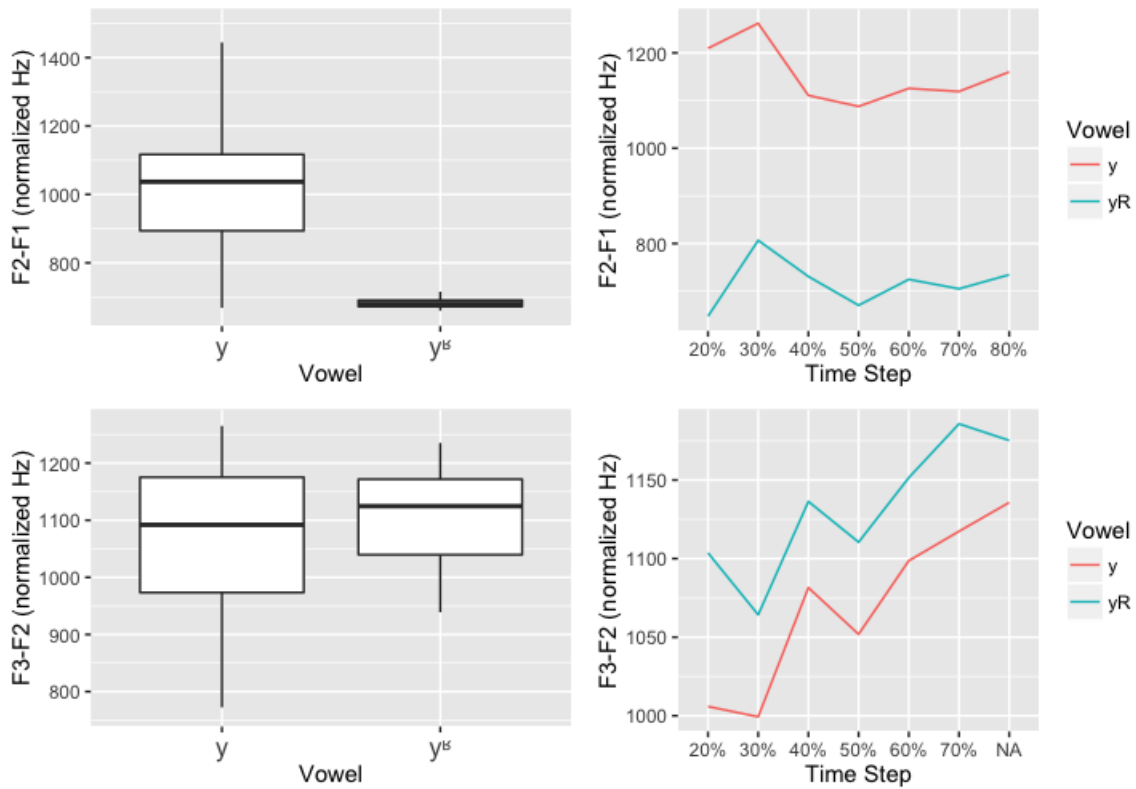 F2-F1 (normalized Hz)
1400
1200
1000
800
y
yʶ
Vowel
F2-F1 (normalized Hz)
1200
1000
800
20% 30% 40% 50% 60% 70% 80%
Time Step
Vowel
y
yR
F3-F2 (normalized Hz)
1200
1100
1000
900
800
y
yʶ
Vowel
F3-F2 (normalized Hz)
1150
1100
1050
1000
20% 30% 40% 50% 60% 70% NA
Time Step
Vowel
y
yR